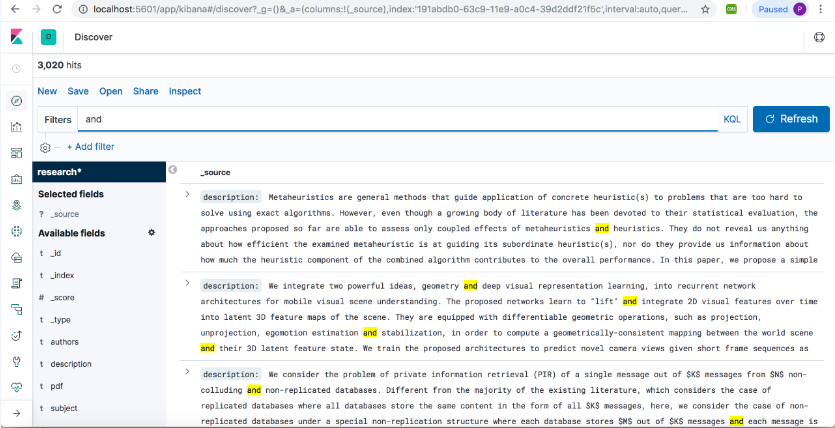 localhost:5601/app/kibana#/discover?_g=()&_a=(columns:!(_source),index:'191abdb0-63c9-11e9-a0c4-39d2ddf21f5c',interval:auto,quer...
Paused P
D Discover
3,020 hits
New Save Open Share Inspect
Filters and KQL Refresh
+ Add filter
research*
Selected fields
? _source
Available fields
t _id
t _index
# _score
t _type
t authors
t description
t pdf
t subject
_source
description: Metaheuristics are general methods that guide application of concrete heuristic(s) to problems that are too hard to
solve using exact algorithms. However, even though a growing body of literature has been devoted to their statistical evaluation, the
approaches proposed so far are able to assess only coupled effects of metaheuristics and heuristics. They do not reveal us anything
about how efficient the examined metaheuristic is at guiding its subordinate heuristic(s), nor do they provide us information about
how much the heuristic component of the combined algorithm contributes to the overall performance. In this paper, we propose a simple
description: We integrate two powerful ideas, geometry and deep visual representation learning, into recurrent network
architectures for mobile visual scene understanding. The proposed networks learn to "lift" and integrate 2D visual features over time
into latent 3D feature maps of the scene. They are equipped with differentiable geometric operations, such as projection,
unprojection, egomotion estimation and stabilization, in order to compute a geometrically-consistent mapping between the world scene
and their 3D latent feature state. We train the proposed architectures to predict novel camera views given short frame sequences as
description: We consider the problem of private information retrieval (PIR) of a single message out of $K$ messages from $N$ non-
colluding and non-replicated databases. Different from the majority of the existing literature, which considers the case of
replicated databases where all databases store the same content in the form of all $K$ messages, here, we consider the case of non-
replicated databases under a special non-replication structure where each database stores $M$ out of $K$ messages and each message is